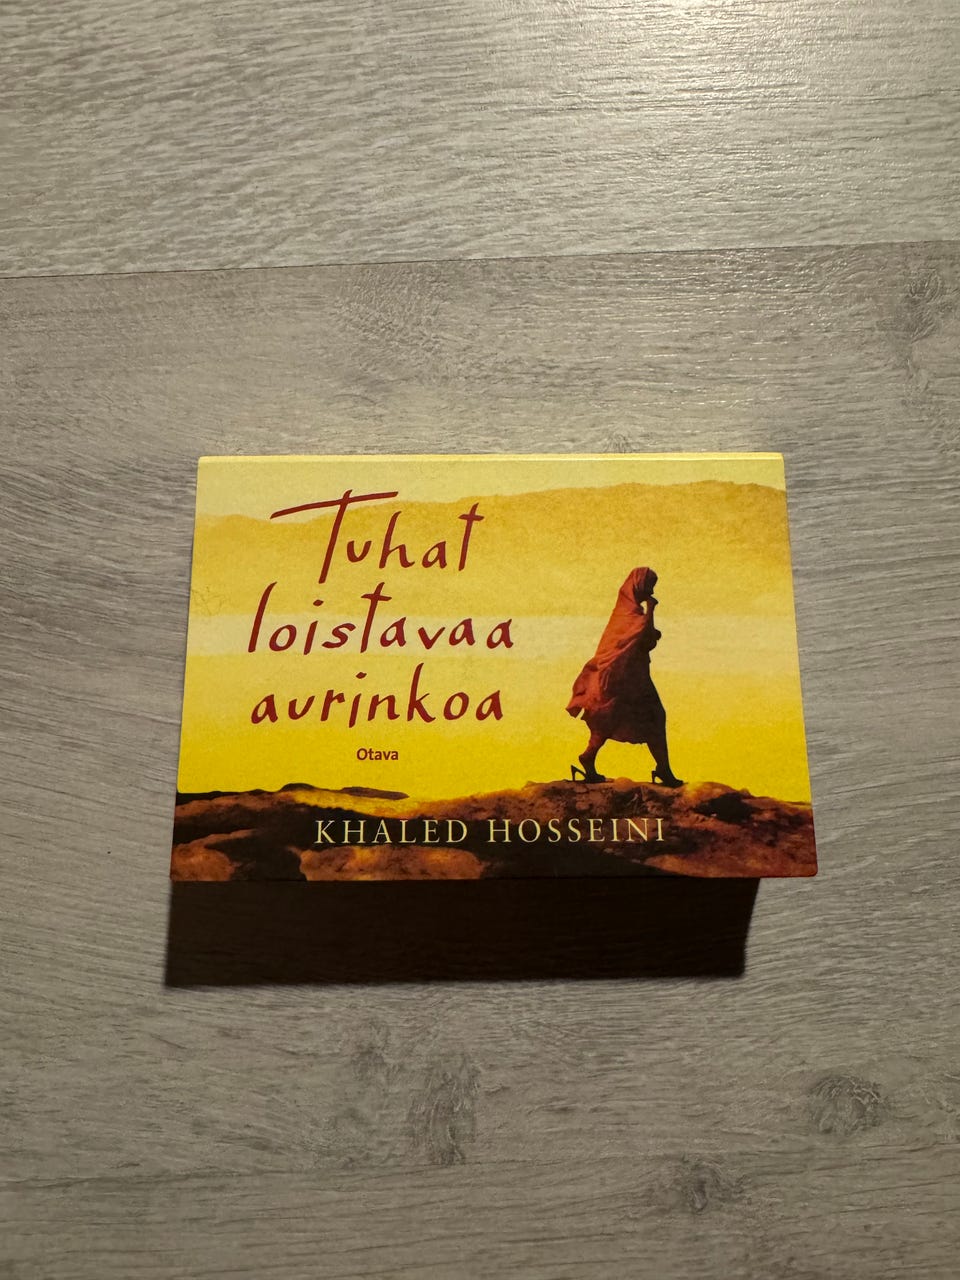 Tuhat
loistavaa
aurinkoa
Otava
KHALED HOSSEINI